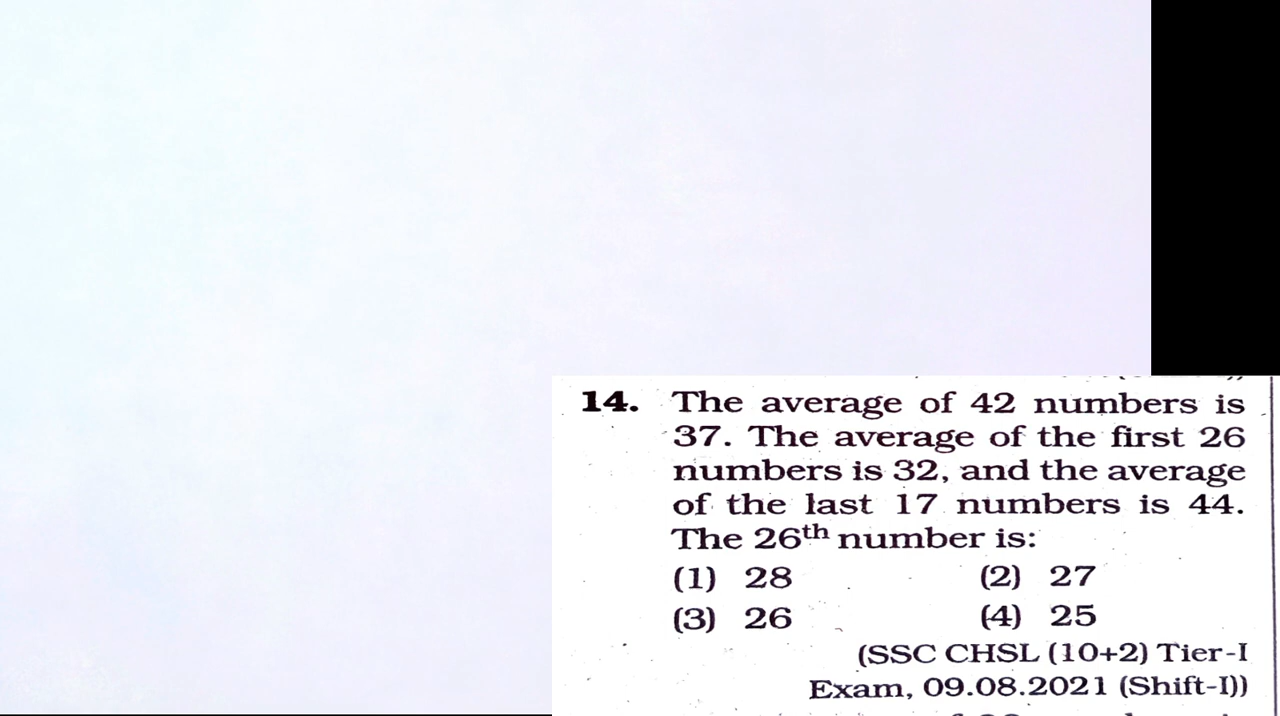 14. The average of 42 numbers is
37. The average of the first 26
numbers is 32, and the average
of the last 17 numbers is 44.
The 26th number is:
(1) 28 (2) 27
(3) 26 (4) 25
(SSC CHSL (10+2) Tier-I
Exam, 09.08.2021 (Shift-I))